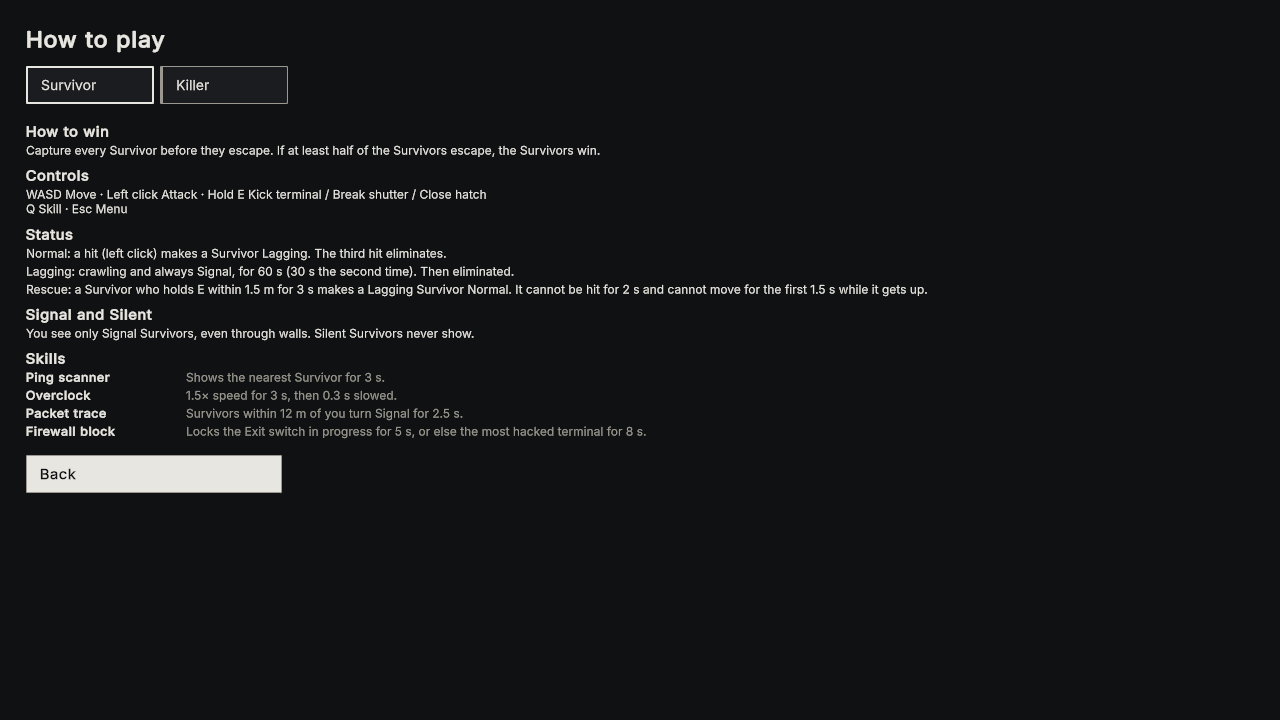 How to play
Survivor
Killer
How to win
Capture every Survivor before they escape. If at least half of the Survivors escape, the Survivors win.
Controls
WASD Move · Left click Attack · Hold E Kick terminal / Break shutter / Close hatch
Q Skill · Esc Menu
Status
Normal: a hit (left click) makes a Survivor Lagging. The third hit eliminates.
Lagging: crawling and always Signal, for 60 s (30 s the second time). Then eliminated.
Rescue: a Survivor who holds E within 1.5 m for 3 s makes a Lagging Survivor Normal. It cannot be hit for 2 s and cannot move for the first 1.5 s while it gets up.
Signal and Silent
You see only Signal Survivors, even through walls. Silent Survivors never show.
Skills
Ping scanner Shows the nearest Survivor for 3 s.
Overclock 1.5× speed for 3 s, then 0.3 s slowed.
Packet trace Survivors within 12 m of you turn Signal for 2.5 s.
Firewall block Locks the Exit switch in progress for 5 s, or else the most hacked terminal for 8 s.
Back